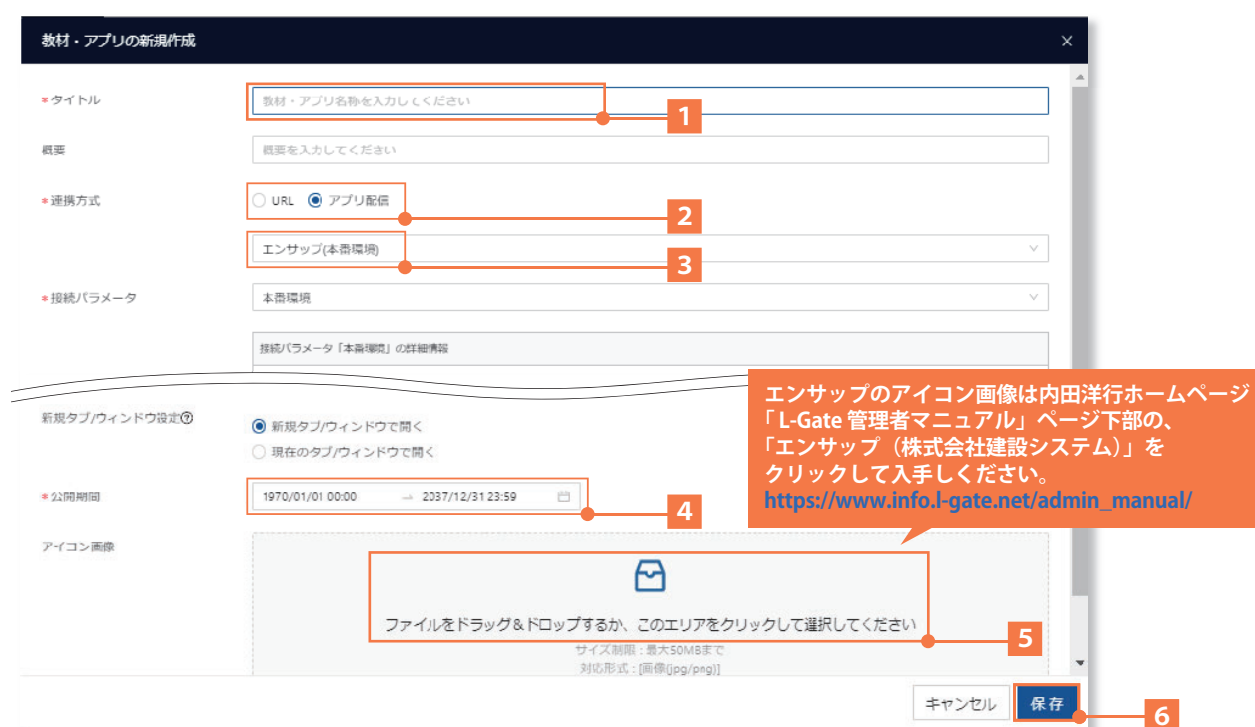 教材・アプリの新規作成
*タイトル
教材・アプリ名称を入力してください
1
概要
概要を入力してください
*連携方式
URL アプリ配信
2
エンサップ(本番環境)
3
*接続パラメータ
本番環境
接続パラメータ「本番環境」の詳細情報
エンサップのアイコン画像は内田洋行ホームページ
「L-Gate 管理者マニュアル」ページ下部の、
「エンサップ（株式会社建設システム）」を
クリックして入手しください。
https://www.info.l-gate.net/admin_manual/
新規タブ/ウィンドウ設定?
新規タブ/ウィンドウで開く
現在のタブ/ウィンドウで開く
*公開期間
1970/01/01 00:00 → 2037/12/31 23:59
4
アイコン画像
ファイルをドラッグ&ドロップするか、このエリアをクリックして選択してください
5
サイズ制限：最大50MBまで
対応形式：[画像(jpg/png)]
キャンセル 保存
6